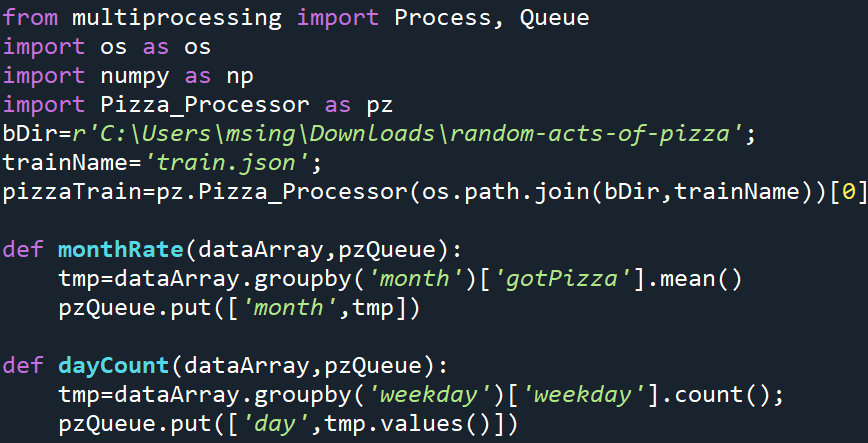 from multiprocessing import Process, Queue
import os as os
import numpy as np
import Pizza_Processor as pz
bDir=r'C:\Users\msing\Downloads\random-acts-of-pizza';
trainName='train.json';
pizzaTrain=pz.Pizza_Processor(os.path.join(bDir,trainName))[0]
def monthRate(dataArray,pzQueue):
    tmp=dataArray.groupby('month')['gotPizza'].mean()
    pzQueue.put(['month',tmp])
def dayCount(dataArray,pzQueue):
    tmp=dataArray.groupby('weekday')['weekday'].count();
    pzQueue.put(['day',tmp.values()])